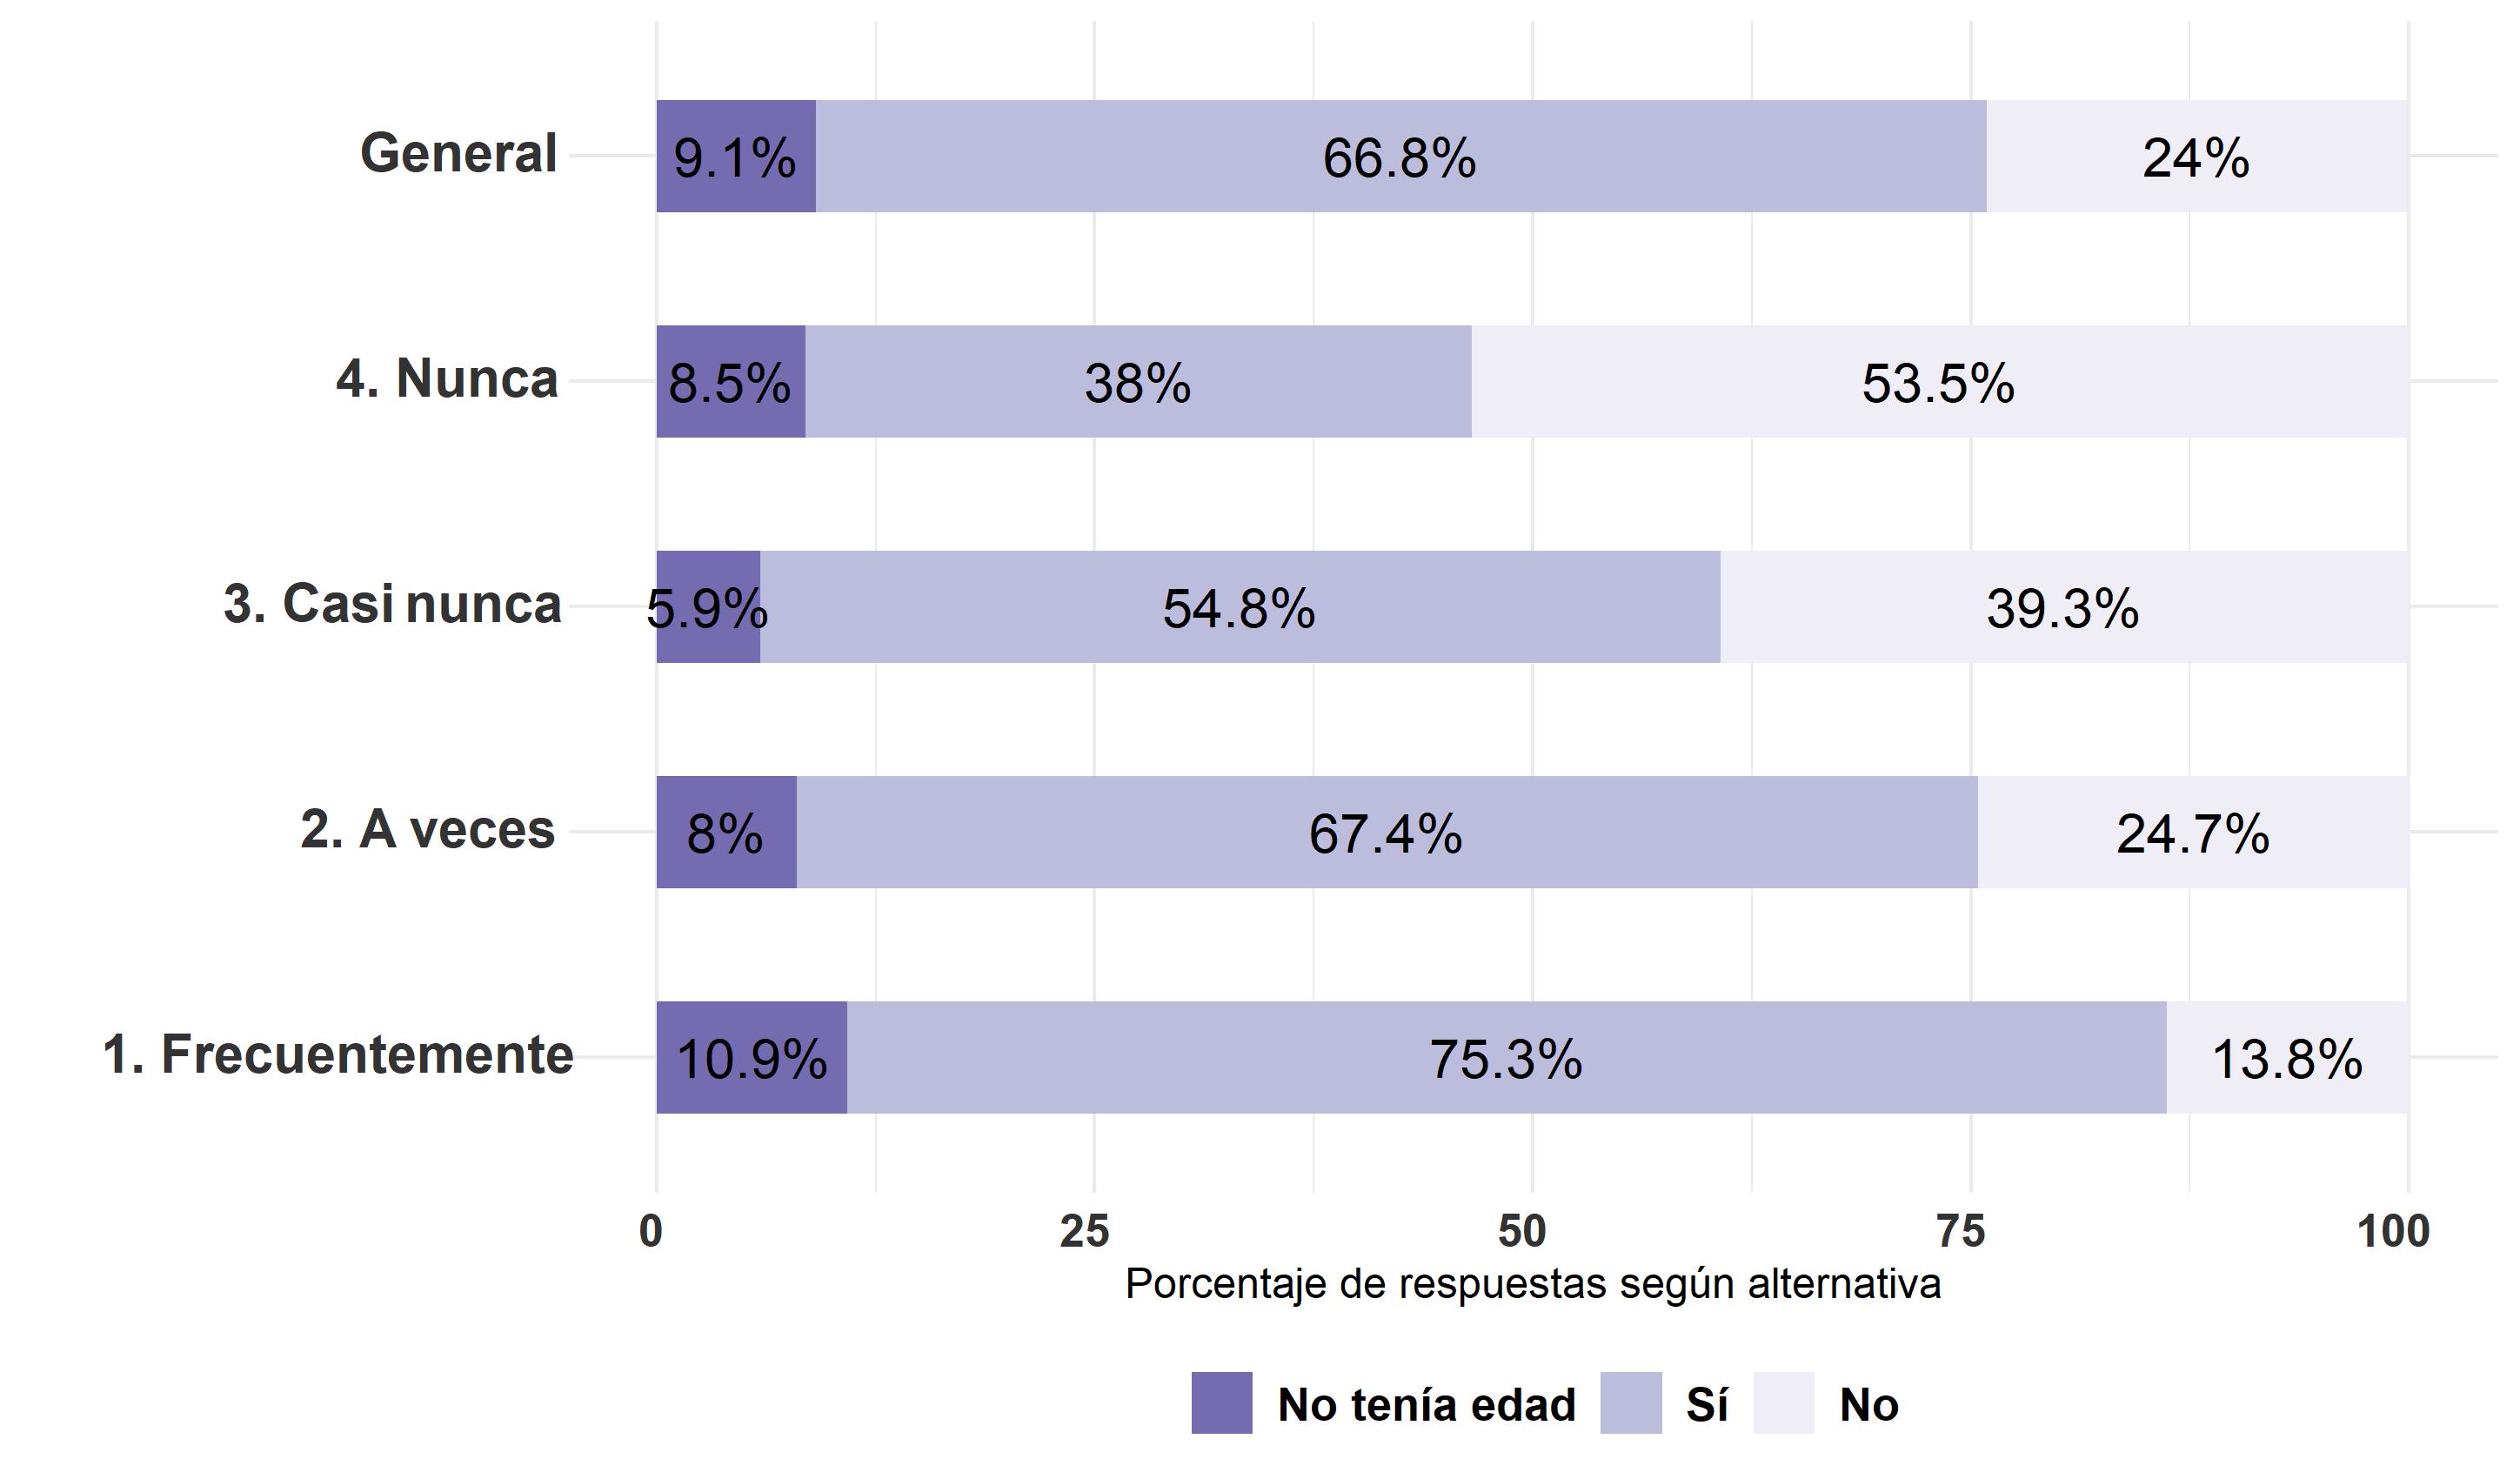 General 9.1% 66.8% 24%
4. Nunca 8.5% 38% 53.5%
3. Casi nunca 5.9% 54.8% 39.3%
2. A veces 8% 67.4% 24.7%
1. Frecuentemente 10.9% 75.3% 13.8%
0 25 50 75 100
Porcentaje de respuestas según alternativa
No tenía edad Sí No